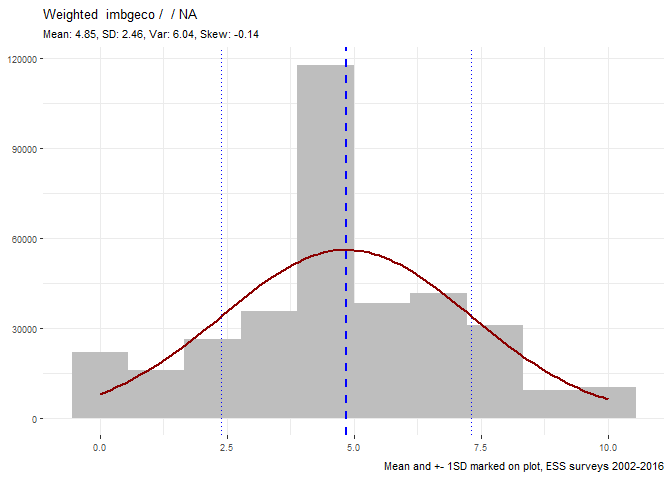 Weighted  imbgeco /  / NA
Mean: 4.85, SD: 2.46, Var: 6.04, Skew: -0.14
120000
90000
60000
30000
0
0.0 2.5 5.0 7.5 10.0
Mean and +- 1SD marked on plot, ESS surveys 2002-2016